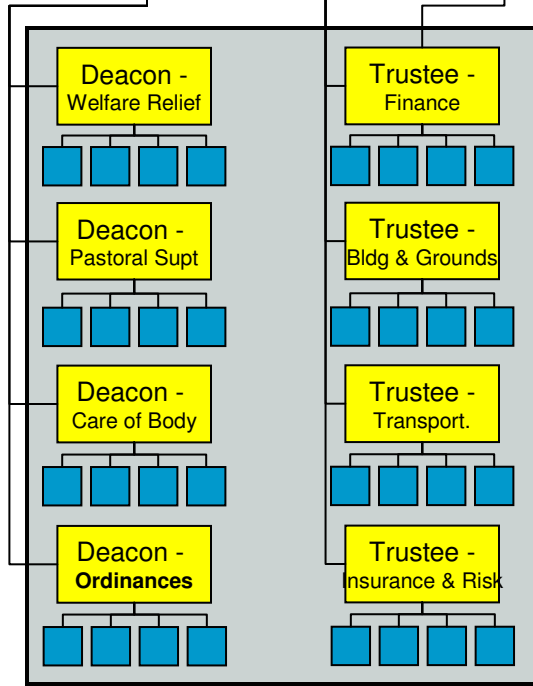 Deacon -
Welfare Relief
Trustee -
Finance
Deacon -
Pastoral Supt
Trustee -
Bldg & Grounds
Deacon -
Care of Body
Trustee -
Transport.
Deacon -
Ordinances
Trustee -
Insurance & Risk